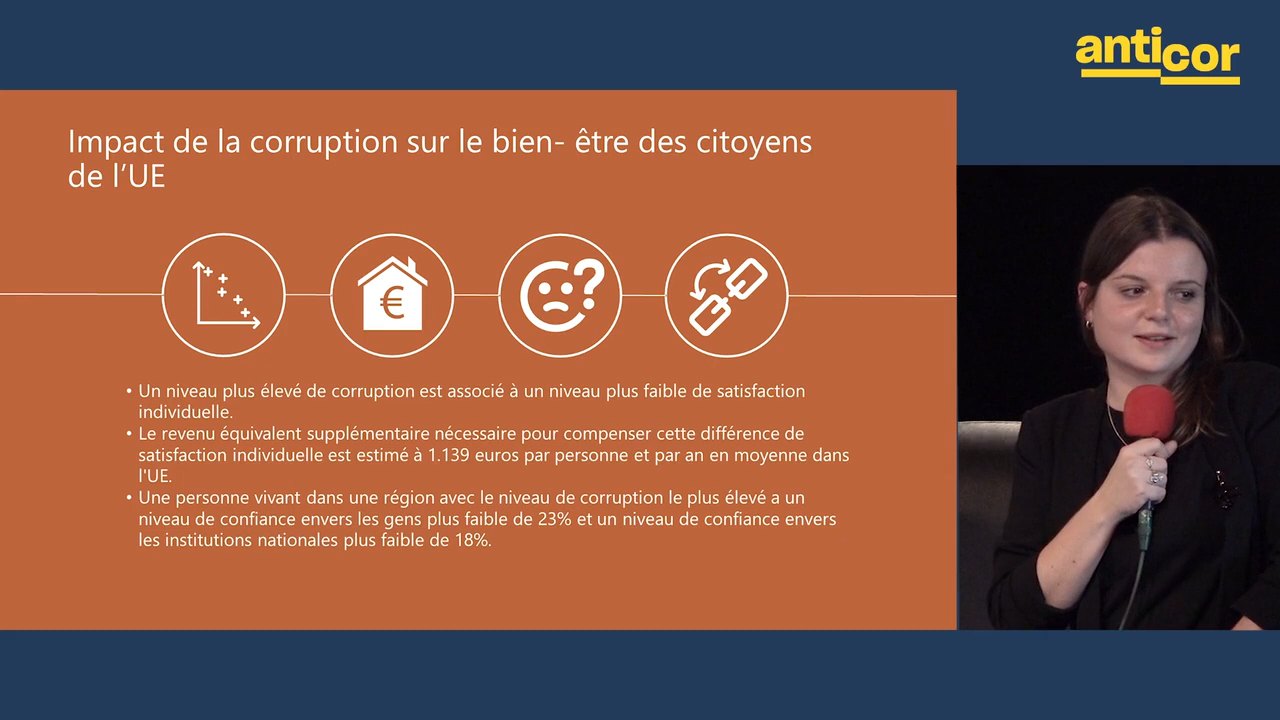 anticor
Impact de la corruption sur le bien- être des citoyens
de l’UE
€
• Un niveau plus élevé de corruption est associé à un niveau plus faible de satisfaction
individuelle.
• Le revenu équivalent supplémentaire nécessaire pour compenser cette différence de
satisfaction individuelle est estimé à 1.139 euros par personne et par an en moyenne dans
l'UE.
• Une personne vivant dans une région avec le niveau de corruption le plus élevé a un
niveau de confiance envers les gens plus faible de 23% et un niveau de confiance envers
les institutions nationales plus faible de 18%.